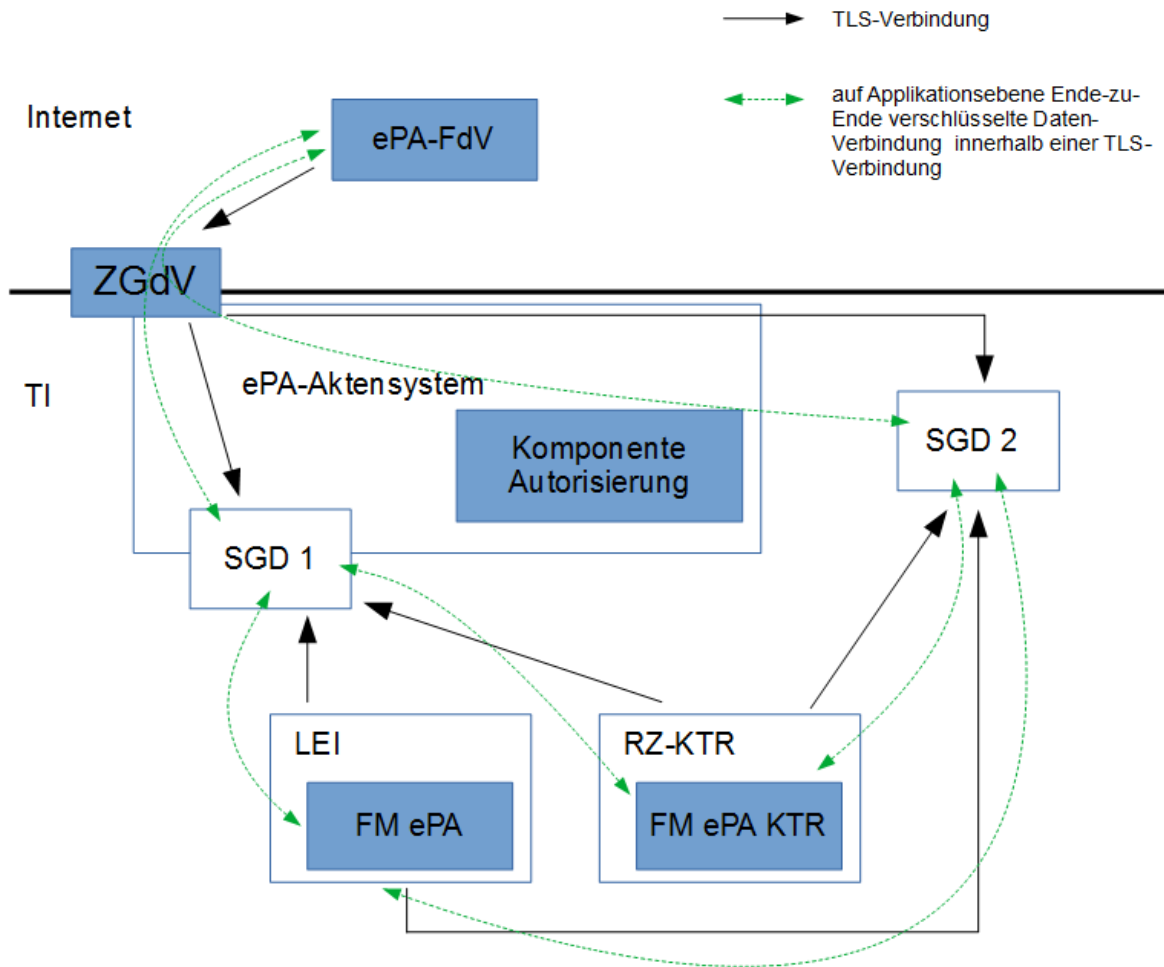 TLS-Verbindung
auf Applikationsebene Ende-zu-
Ende verschlüsselte Daten-
Verbindung innerhalb einer TLS-
Verbindung
Internet
ePA-FdV
ZGdV
TI
ePA-Aktensystem
Komponente
Autorisierung
SGD 2
SGD 1
LEI
FM ePA
RZ-KTR
FM ePA KTR